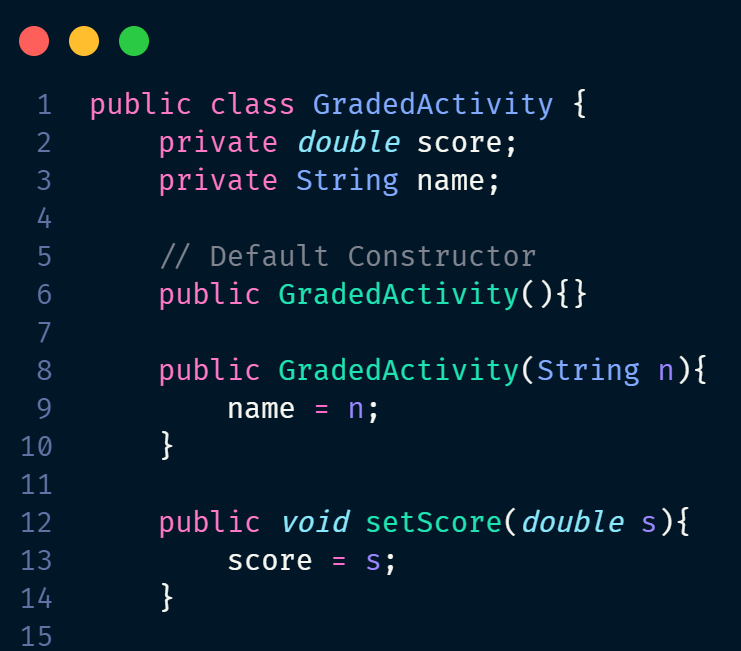 1 public class GradedActivity {
2     private double score;
3     private String name;
4
5     // Default Constructor
6     public GradedActivity(){}
7
8     public GradedActivity(String n){
9         name = n;
10     }
11
12     public void setScore(double s){
13         score = s;
14     }
15